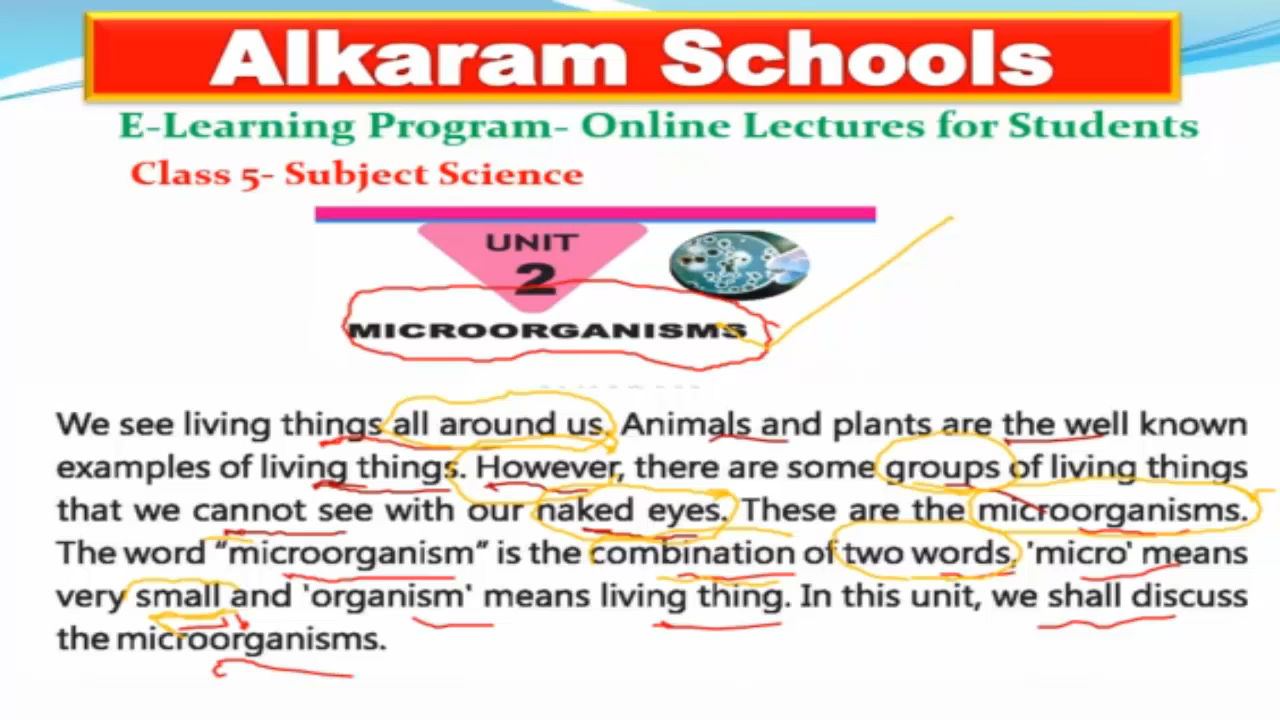 Alkaram Schools
E-Learning Program- Online Lectures for Students
Class 5- Subject Science
UNIT
2
MICROORGANISMS
We see living things all around us. Animals and plants are the well known
examples of living things. However, there are some groups of living things
that we cannot see with our naked eyes. These are the microorganisms.
The word “microorganism” is the combination of two words, 'micro' means
very small and 'organism' means living thing. In this unit, we shall discuss
the microorganisms.